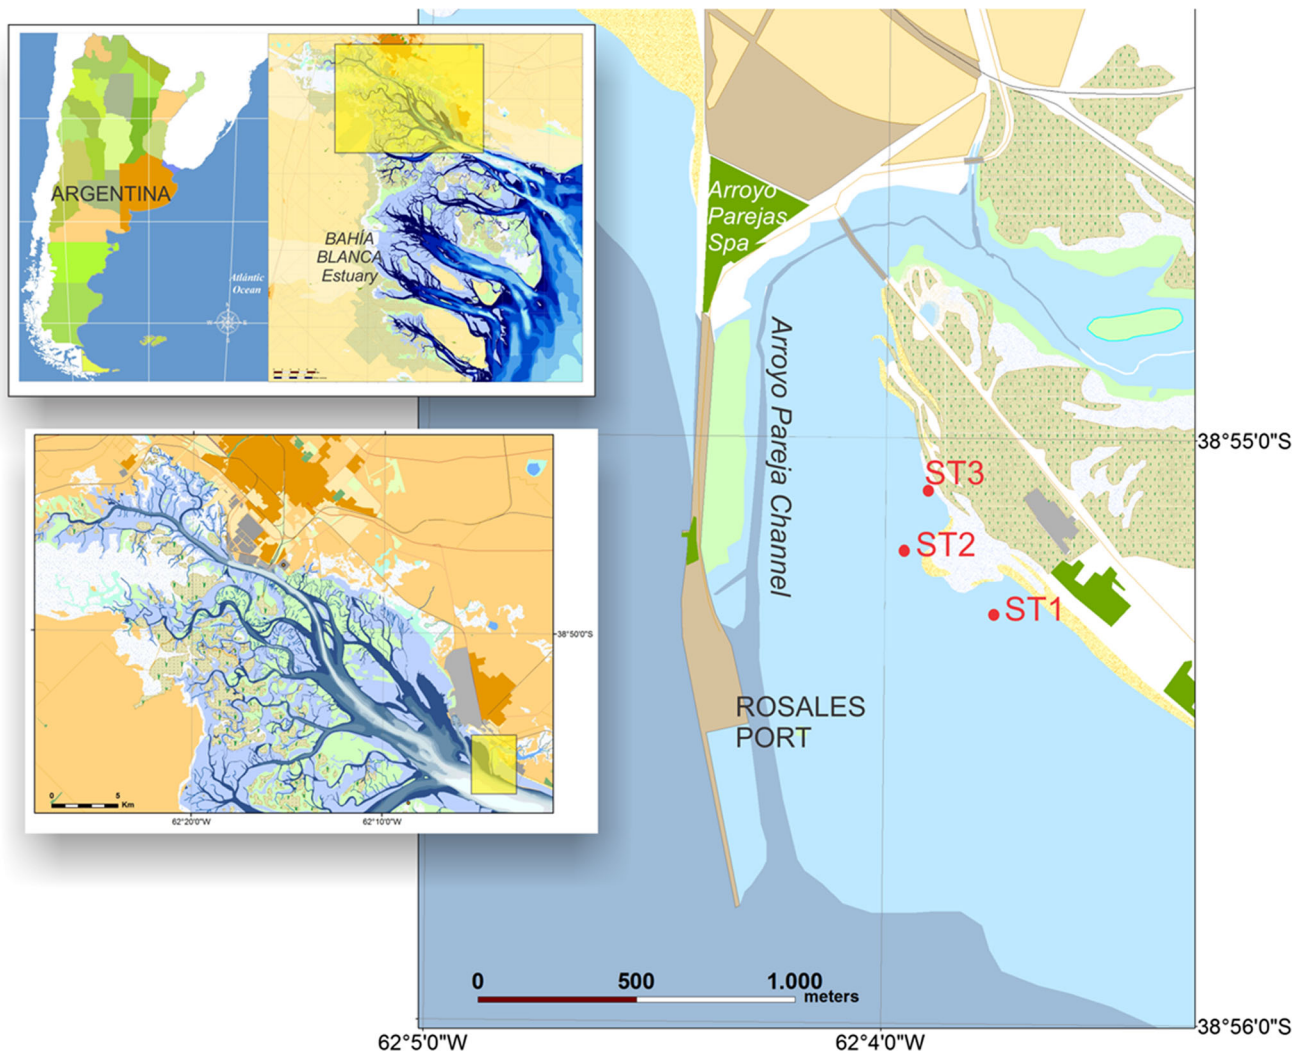 ARGENTINA
Atlántic
Ocean
BAHÍA
BLANCA
Estuary
Arroyo
Parejas
Spa
Arroyo Pareja Channel
38°55'0"S
ST3
ST2
ST1
ROSALES
PORT
0 500 1.000
meters
38°56'0"S
62°5'0"W 62°4'0"W
38°50'0"S
0 5
Km
62°20'0"W 62°10'0"W